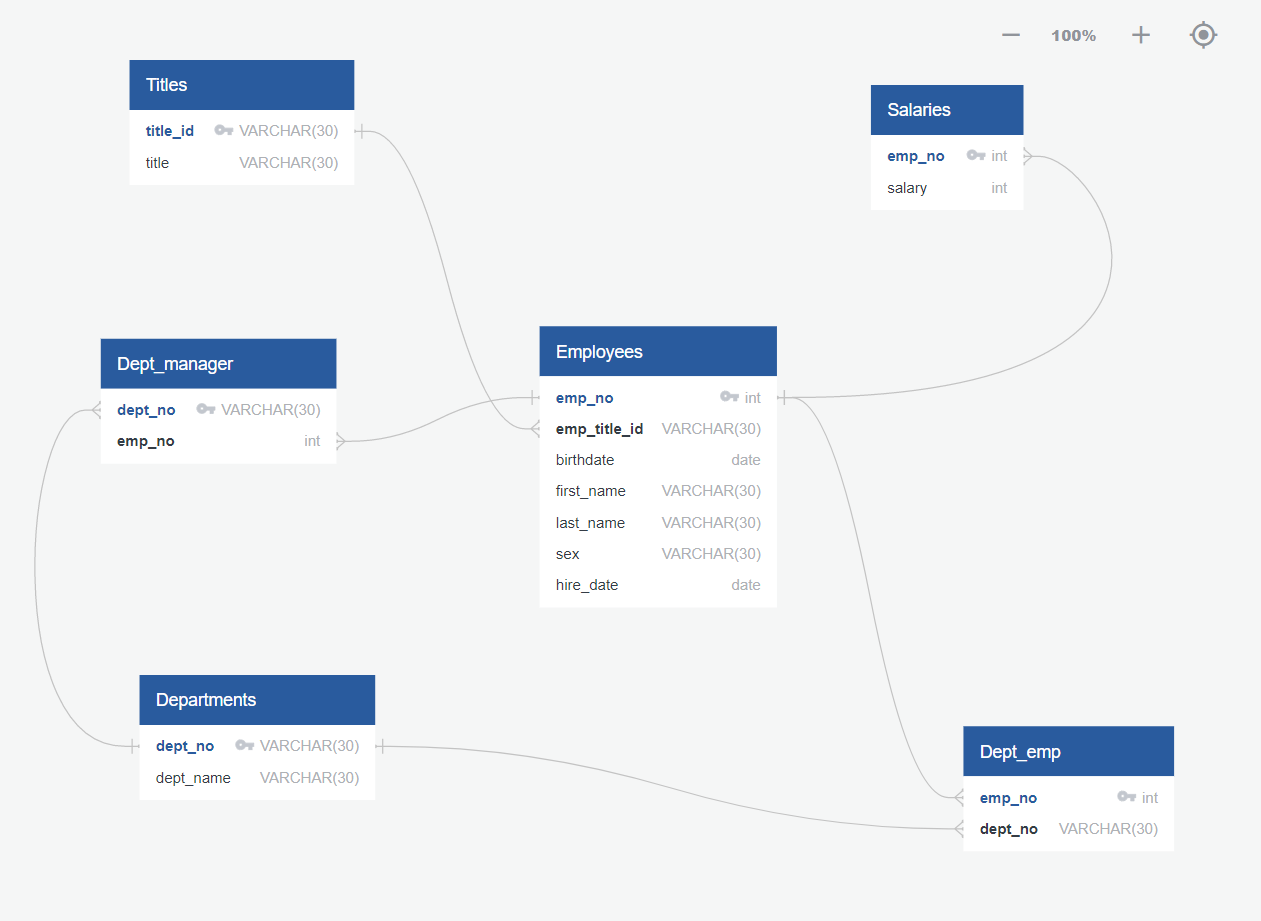 100%
Titles
title_id VARCHAR(30)
title VARCHAR(30)
Salaries
emp_no int
salary int
Dept_manager
dept_no VARCHAR(30)
emp_no int
Employees
emp_no int
emp_title_id VARCHAR(30)
birthdate date
first_name VARCHAR(30)
last_name VARCHAR(30)
sex VARCHAR(30)
hire_date date
Departments
dept_no VARCHAR(30)
dept_name VARCHAR(30)
Dept_emp
emp_no int
dept_no VARCHAR(30)